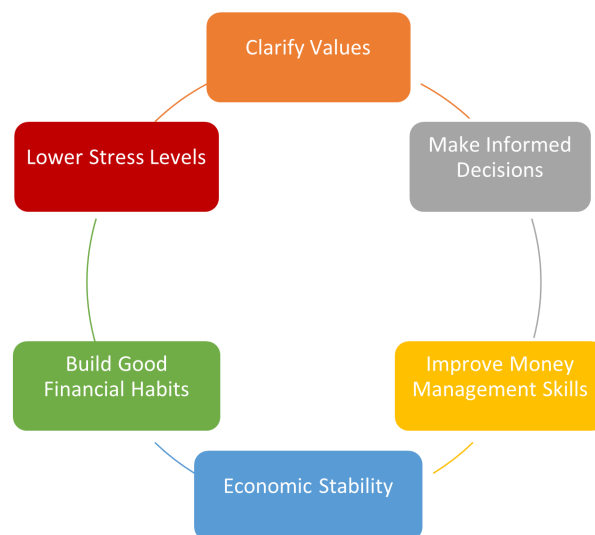 Clarify Values
Make Informed
Decisions
Improve Money
Management Skills
Economic Stability
Build Good
Financial Habits
Lower Stress Levels